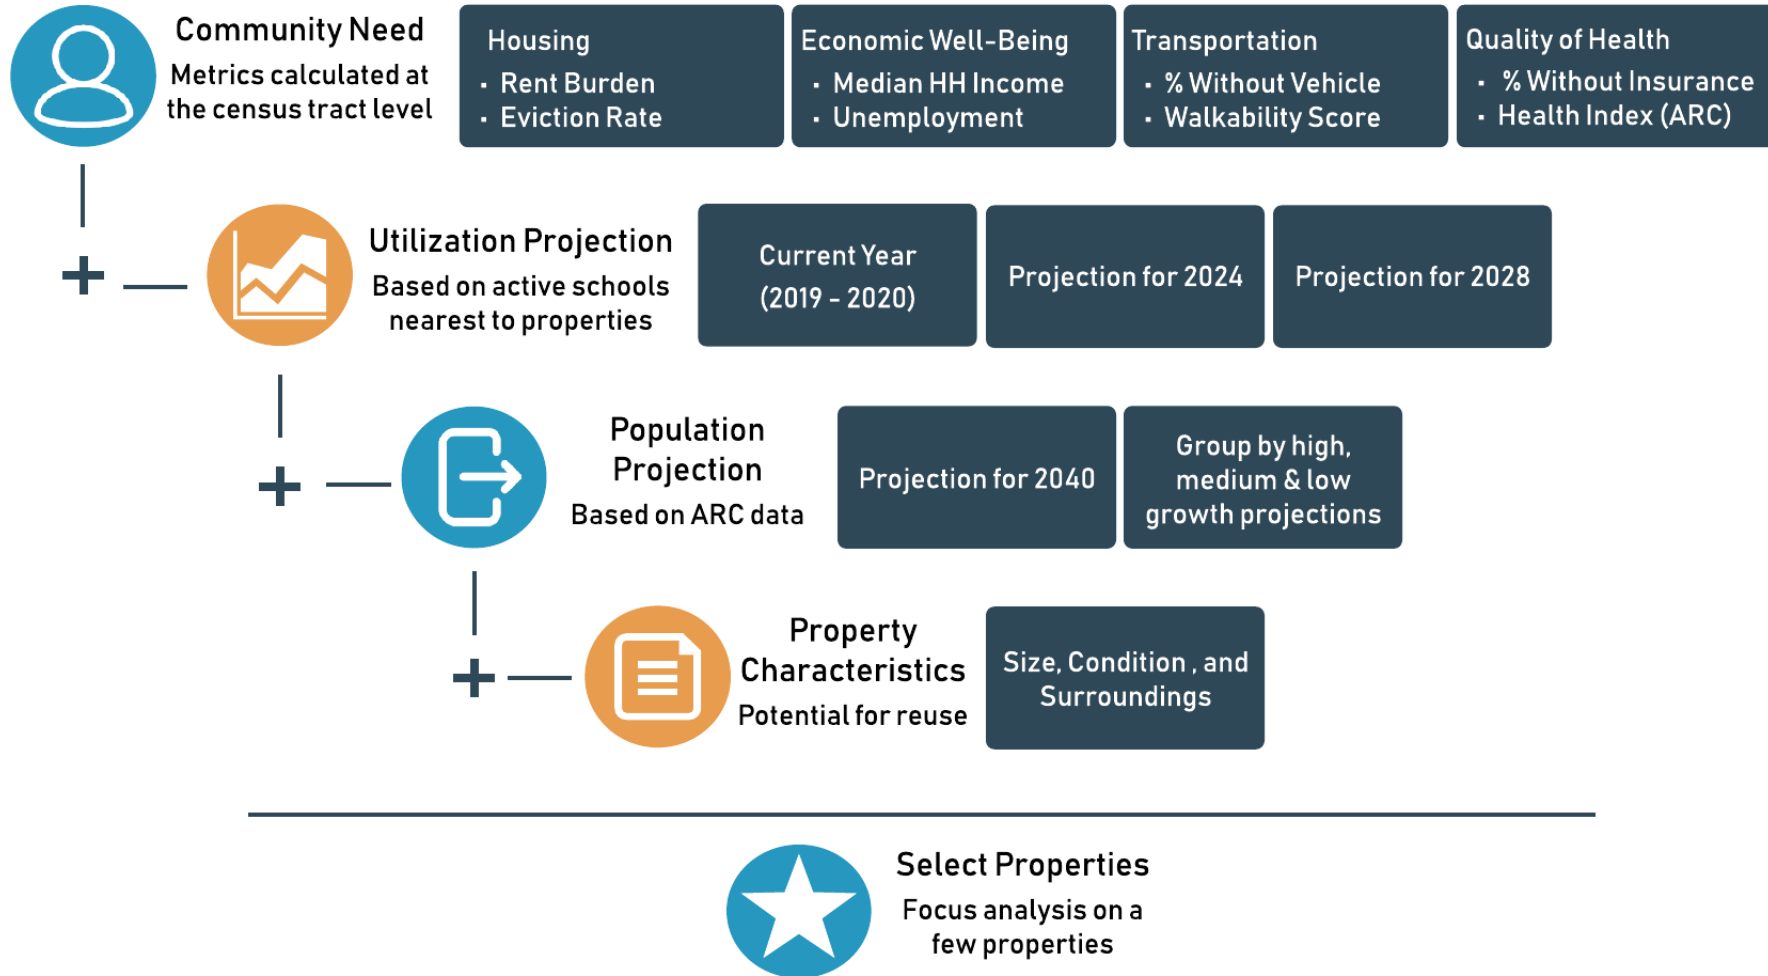 Community Need
Metrics calculated at
the census tract level
Housing
· Rent Burden
· Eviction Rate
Economic Well-Being
· Median HH Income
· Unemployment
Transportation
· % Without Vehicle
· Walkability Score
Quality of Health
· % Without Insurance
· Health Index (ARC)
+
Utilization Projection
Based on active schools
nearest to properties
Current Year
(2019 - 2020)
Projection for 2024
Projection for 2028
+
Population
Projection
Based on ARC data
Projection for 2040
Group by high,
medium & low
growth projections
+
Property
Characteristics
Potential for reuse
Size, Condition , and
Surroundings
Select Properties
Focus analysis on a
few properties